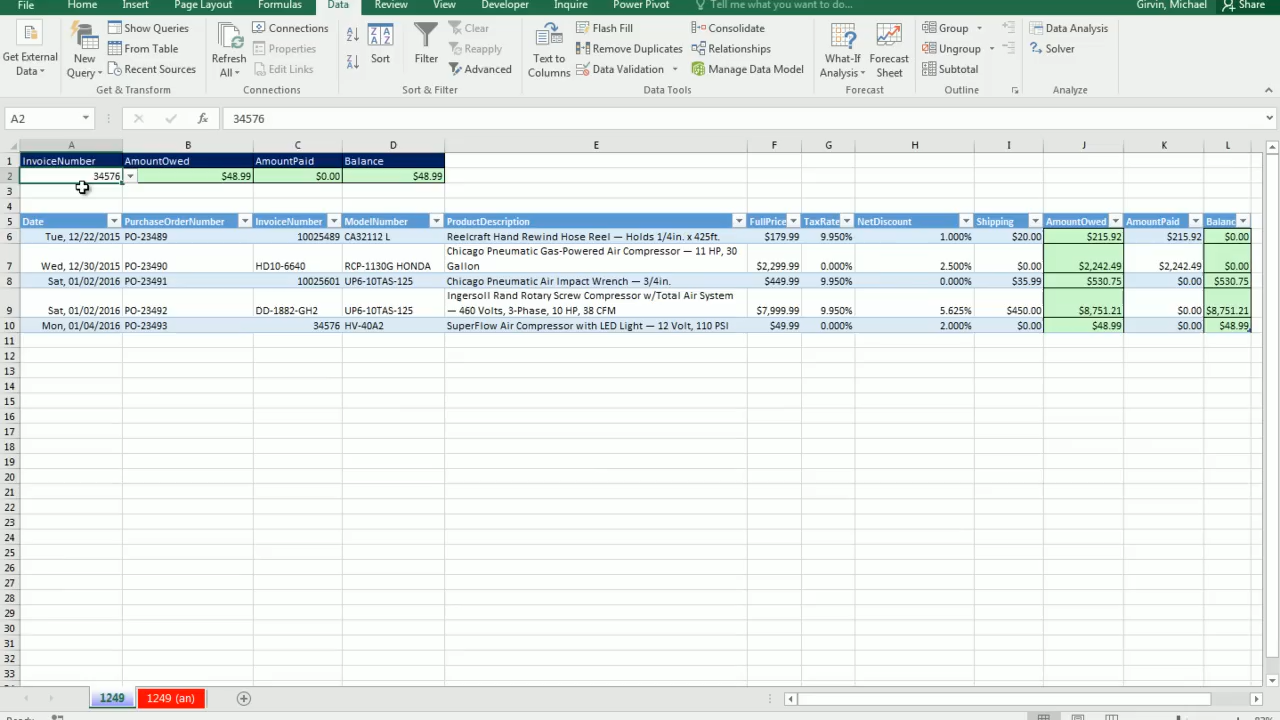 File Home Insert Page Layout Formulas Data Review View Developer Inquire Power Pivot Tell me what you want to do... Girvin, Michael Share
Get External Data
New Query
Show Queries
From Table
Recent Sources
Get & Transform
Refresh All
Connections
Properties
Edit Links
Connections
Sort
Filter
Clear
Reapply
Advanced
Sort & Filter
Text to Columns
Flash Fill
Remove Duplicates
Data Validation
Consolidate
Relationships
Manage Data Model
Data Tools
What-If Analysis
Forecast Sheet
Forecast
Group
Ungroup
Subtotal
Outline
Data Analysis
Solver
Analyze
A2 fx 34576
A B C D E F G H I J K L
1 InvoiceNumber AmountOwed AmountPaid Balance
2 34576 $48.99 $0.00 $48.99
3
4
5 Date PurchaseOrderNumber InvoiceNumber ModelNumber ProductDescription FullPrice TaxRate NetDiscount Shipping AmountOwed AmountPaid Balanc
6 Tue, 12/22/2015 PO-23489 10025489 CA32112 L Reelcraft Hand Rewind Hose Reel — Holds 1/4in. x 425ft. $179.99 9.950% 1.000% $20.00 $215.92 $215.92 $0.00
Chicago Pneumatic Gas-Powered Air Compressor — 11 HP, 30
7 Wed, 12/30/2015 PO-23490 HD10-6640 RCP-1130G HONDA Gallon $2,299.99 0.000% 2.500% $0.00 $2,242.49 $2,242.49 $0.00
8 Sat, 01/02/2016 PO-23491 10025601 UP6-10TAS-125 Chicago Pneumatic Air Impact Wrench — 3/4in. $449.99 9.950% 0.000% $35.99 $530.75 $0.00 $530.75
Ingersoll Rand Rotary Screw Compressor w/Total Air System
9 Sat, 01/02/2016 PO-23492 DD-1882-GH2 UP6-10TAS-125 — 460 Volts, 3-Phase, 10 HP, 38 CFM $7,999.99 9.950% 5.625% $450.00 $8,751.21 $0.00 $8,751.21
10 Mon, 01/04/2016 PO-23493 34576 HV-40A2 SuperFlow Air Compressor with LED Light — 12 Volt, 110 PSI $49.99 0.000% 2.000% $0.00 $48.99 $0.00 $48.99
11
12
13
14
15
16
17
18
19
20
21
22
23
24
25
26
27
28
29
30
31
32
33
1249 1249 (an)